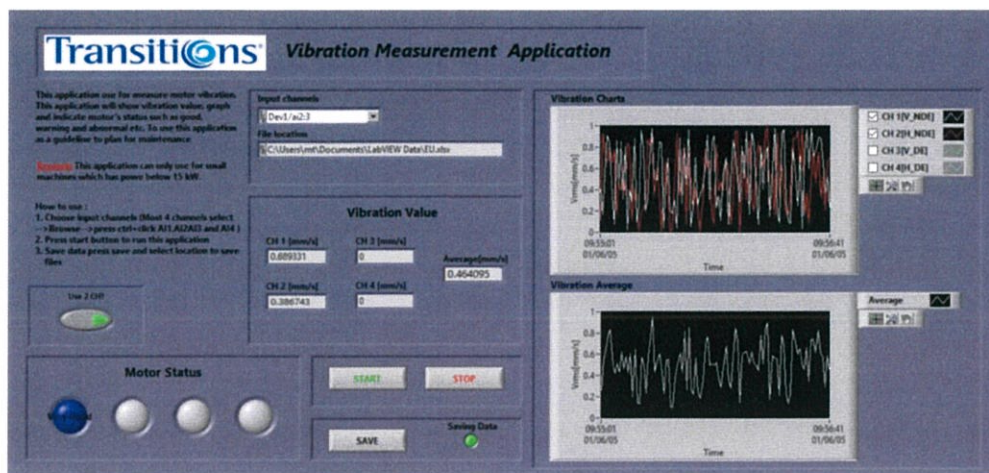 Transitions
Vibration Measurement Application
This application use for measure motor vibration.
This application will show vibration value, graph
and indicate motor's status such as good,
warning and abnormal etc. To use this application
as a guideline to plan for maintenance
This application can only use for small
machines which has power below 15 kW.
How to use :
1. Choose input channels (Most 4 channels select
-->Browse-->press ctrl+click AI1,AI2AI3 and AI4 )
2. Press start button to run this application
3. Save data press save and select location to save
files
Use 2 CH?
Input channels
Dev1/ai2:3
File location
C:\Users\mt\Documents\LabVIEW Data\EU.xlsx
Vibration Value
CH 1 [mm/s]
0.689331
CH 3 [mm/s]
0
Average[mm/s]
0.464095
CH 2 [mm/s]
0.386743
CH 4 [mm/s]
0
Motor Status
START
STOP
SAVE
Saving Data
Vibration Charts
CH 1[V_NDE]
CH 2[H_NDE]
CH 3[V_DE]
CH 4[H_DE]
Vrms[mm/s]
1
0.8
0.6
0.4
0.2
0
09:55:01
01/06/05
09:56:41
01/06/05
Time
Vibration Average
Average
Vrms[mm/s]
1
0.8
0.6
0.4
0.2
0
09:55:01
01/06/05
09:56:41
01/06/05
Time